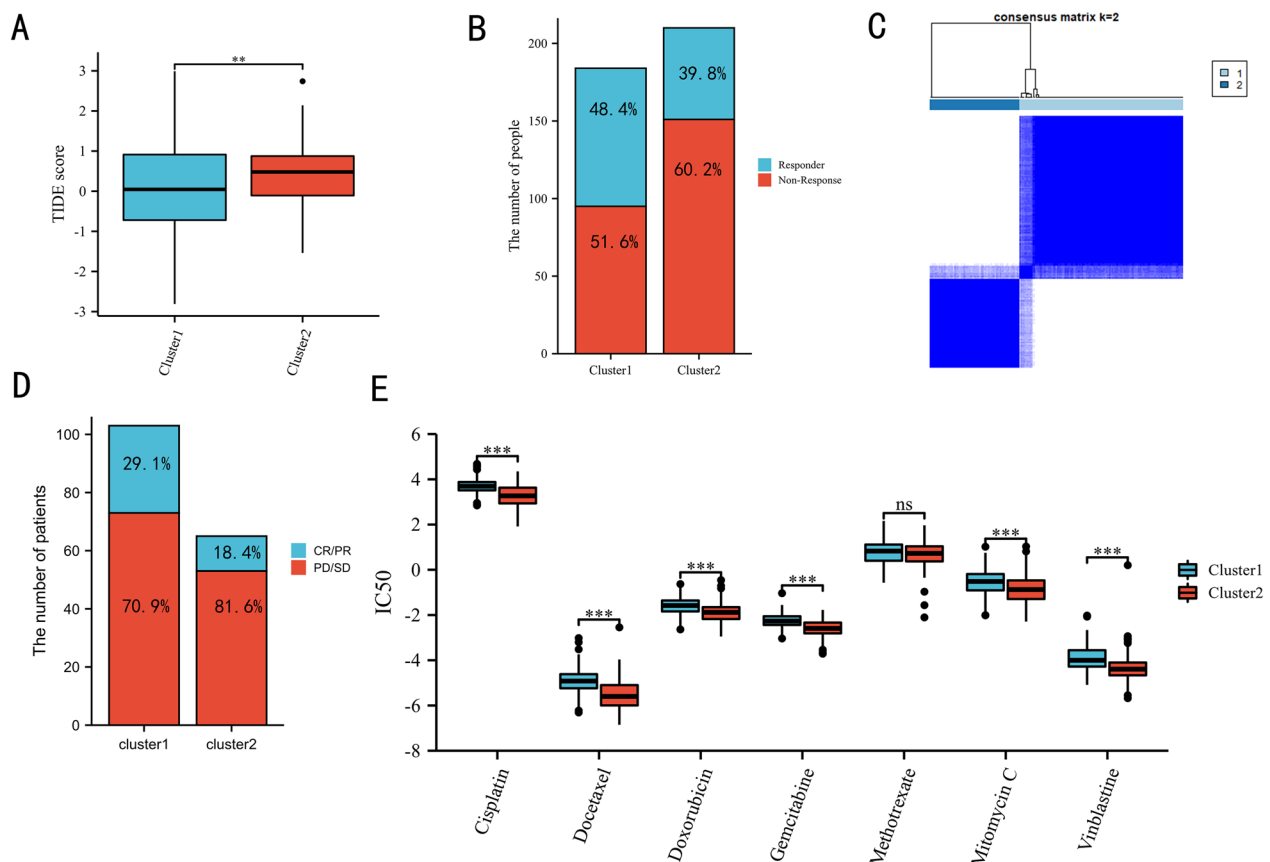 A
TIDE score
3
2
1
0
-1
-2
-3
**
Cluster1
Cluster2
B
The number of people
200
150
100
50
0
48.4%
39.8%
51.6%
60.2%
Cluster1
Cluster2
Responder
Non-Response
C
consensus matrix k=2
1
2
D
The number of patients
100
80
60
40
20
0
29.1%
18.4%
70.9%
81.6%
cluster1
cluster2
CR/PR
PD/SD
E
IC50
6
4
2
0
-2
-4
-6
-8
***
***
***
***
ns
***
***
Cisplatin
Docetaxel
Doxorubicin
Gemcitabine
Methotrexate
Mitomycin C
Vinblastine
Cluster1
Cluster2